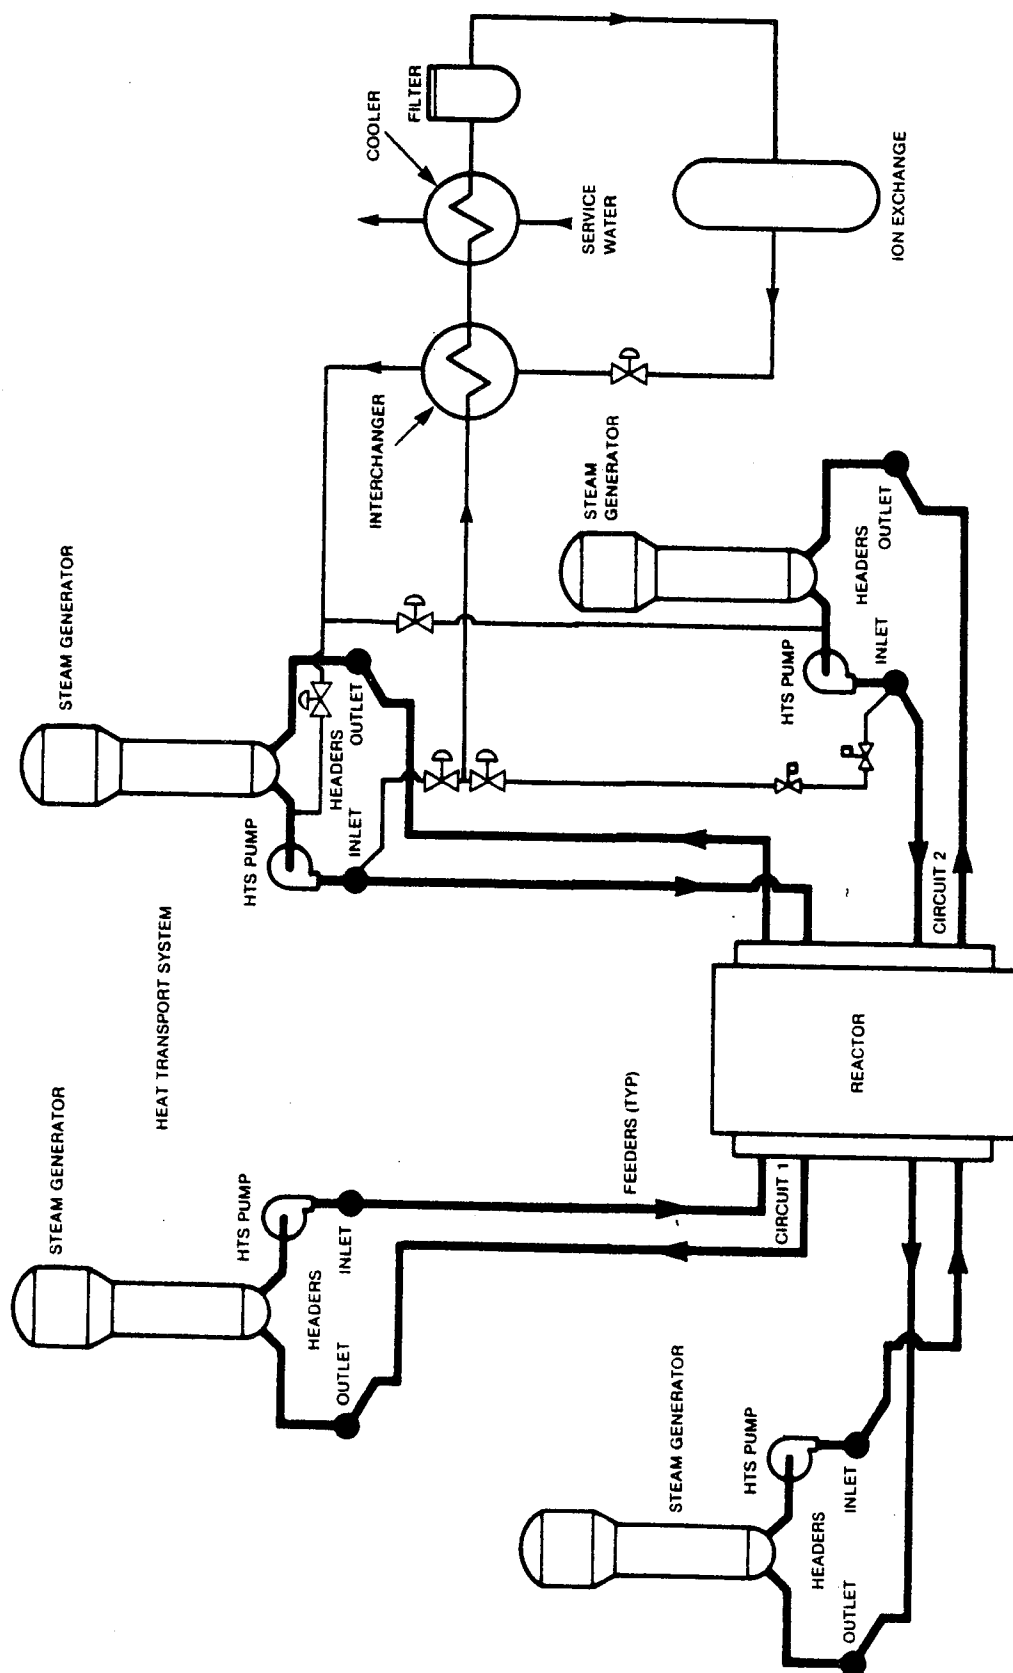 STEAM GENERATOR
STEAM GENERATOR
HEAT TRANSPORT SYSTEM
HTS PUMP
HTS PUMP
HEADERS
HEADERS
OUTLET
INLET
INLET
OUTLET
INTERCHANGER
COOLER
FILTER
FEEDERS (TYP)
STEAM
GENERATOR
SERVICE
WATER
STEAM GENERATOR
HTS PUMP
CIRCUIT 1
HTS PUMP
HEADERS
OUTLET
INLET
REACTOR
HEADERS
INLET
OUTLET
ION EXCHANGE
CIRCUIT 2